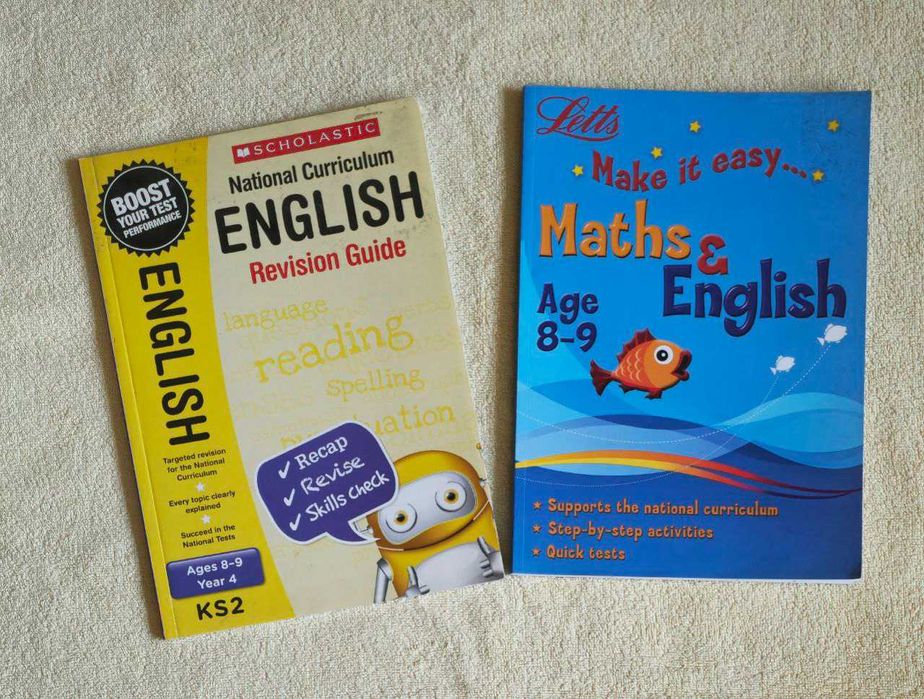 SCHOLASTIC
National Curriculum
ENGLISH
Revision Guide
BOOST
YOUR TEST
PERFORMANCE
ENGLISH
language
reading
spelling
Recap
Revise
Skills Check
Targeted revision
for the National
Curriculum
Every topic clearly
explained
Succeed in the
National Tests
Ages 8–9
Year 4
KS2
Letts
Make it easy...
Maths
&
English
Age
8–9
Supports the national curriculum
Step-by-step activities
Quick tests